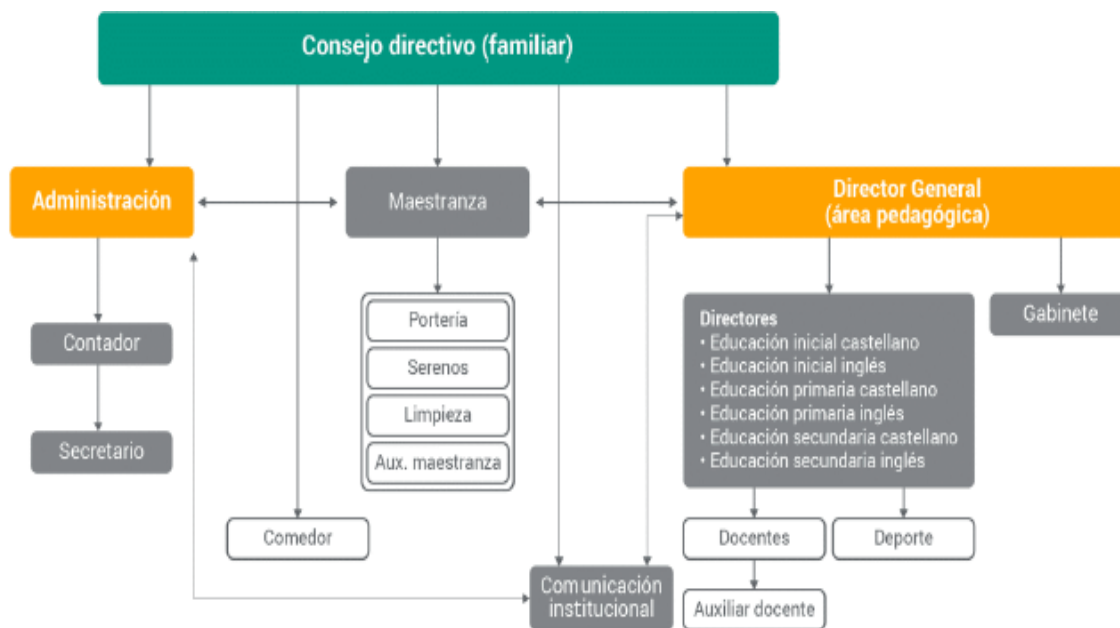 Consejo directivo (familiar)
Administración
Maestranza
Director General
(área pedagógica)
Contador
Secretario
Portería
Serenos
Limpieza
Aux. maestranza
Directores
• Educación inicial castellano
• Educación inicial inglés
• Educación primaria castellano
• Educación primaria inglés
• Educación secundaria castellano
• Educación secundaria inglés
Gabinete
Comedor
Comunicación
institucional
Docentes
Deporte
Auxiliar docente